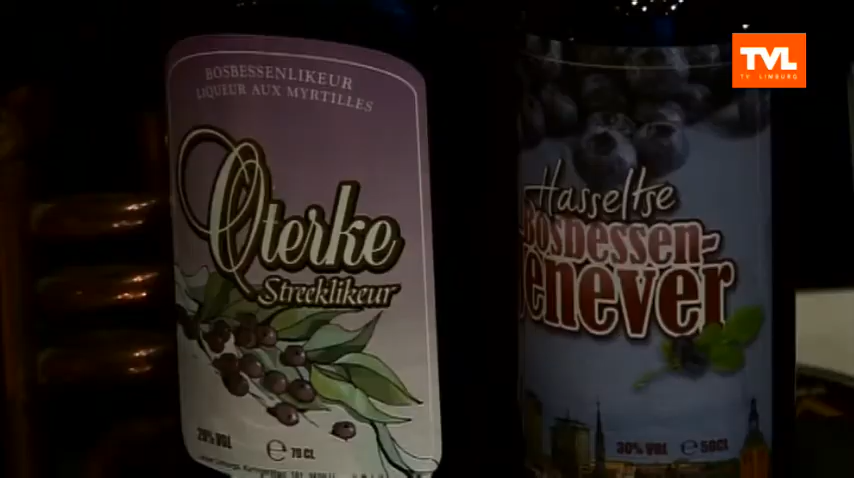 BOSBESSENLIKEUR
LIQUEUR AUX MYRTILLES
Oterke
Streeklikeur
20% VOL
e 70 CL
Hasseltse
Bosbessen-
jenever
30% VOL e 50CL
TVL
TV LIMBURG